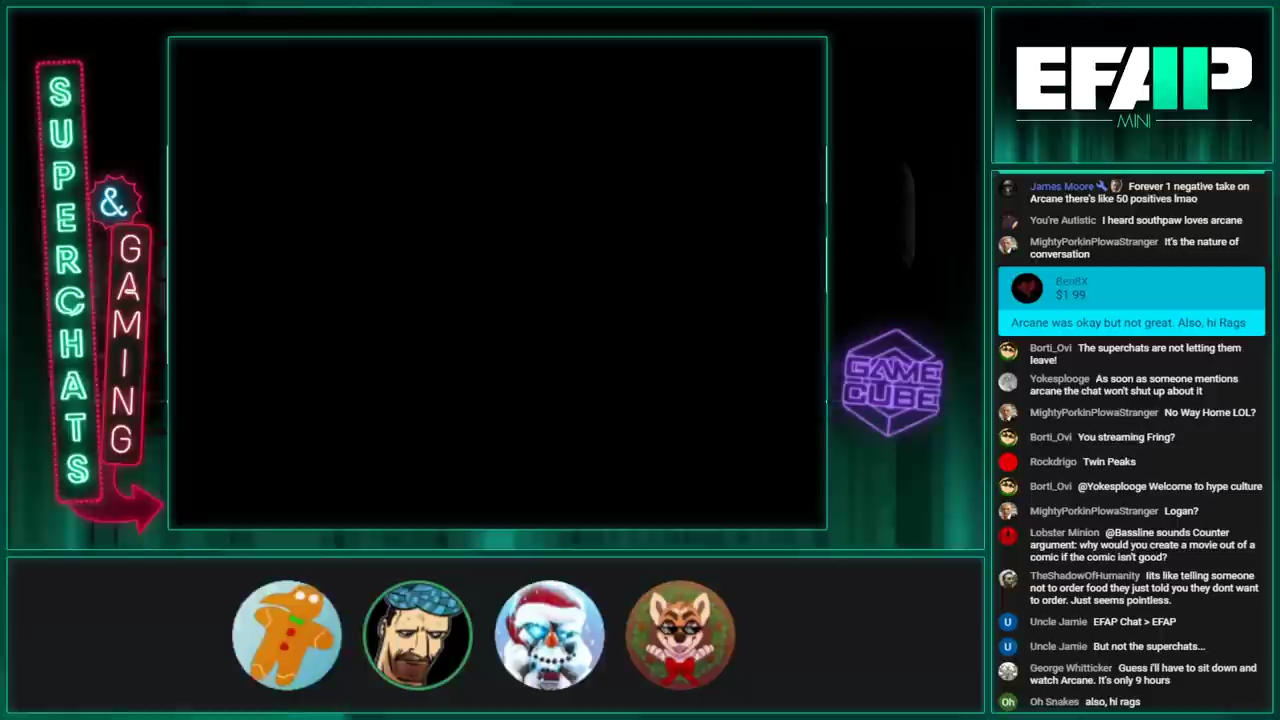 SUPERCHATS
&
GAMING
GAME
CUBE
EFAP
MINI
James Moore Forever 1 negative take on
Arcane there's like 50 positives lmao
You're Autistic I heard southpaw loves arcane
MightyPorkinPlowaStranger It's the nature of
conversation
Ben8X
$1.99
Arcane was okay but not great. Also, hi Rags
Borti_Ovi The superchats are not letting them
leave!
Yokesplooge As soon as someone mentions
arcane the chat won't shut up about it
MightyPorkinPlowaStranger No Way Home LOL?
Borti_Ovi You streaming Fring?
Rockdrigo Twin Peaks
Borti_Ovi @Yokesplooge Welcome to hype culture
MightyPorkinPlowaStranger Logan?
Lobster Minion @Bassline sounds Counter
argument: why would you create a movie out of a
comic if the comic isn't good?
TheShadowOfHumanity Iits like telling someone
not to order food they just told you they dont want
to order. Just seems pointless.
U Uncle Jamie EFAP Chat > EFAP
U Uncle Jamie But not the superchats...
George Whitticker Guess i'll have to sit down and
watch Arcane. It's only 9 hours
Oh Oh Snakes also, hi rags